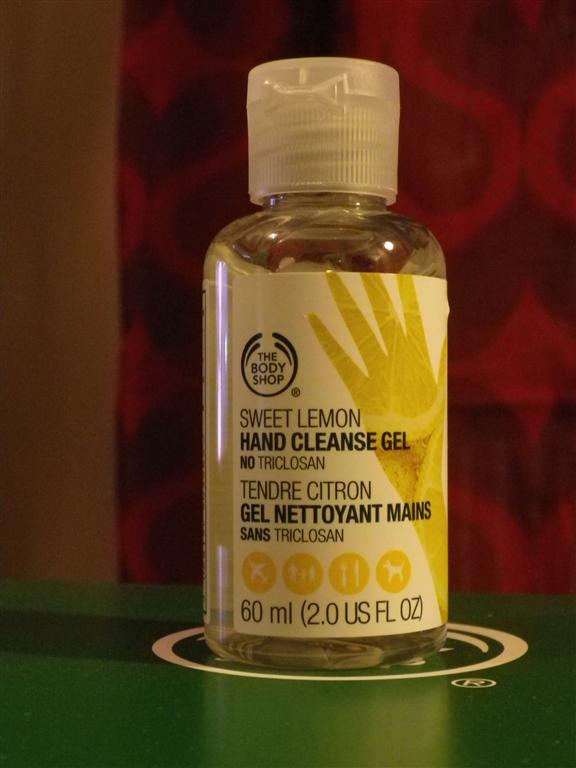 THE
BODY
SHOP
®
SWEET LEMON
HAND CLEANSE GEL
NO TRICLOSAN
TENDRE CITRON
GEL NETTOYANT MAINS
SANS TRICLOSAN
60 ml (2.0 US FL OZ)
®